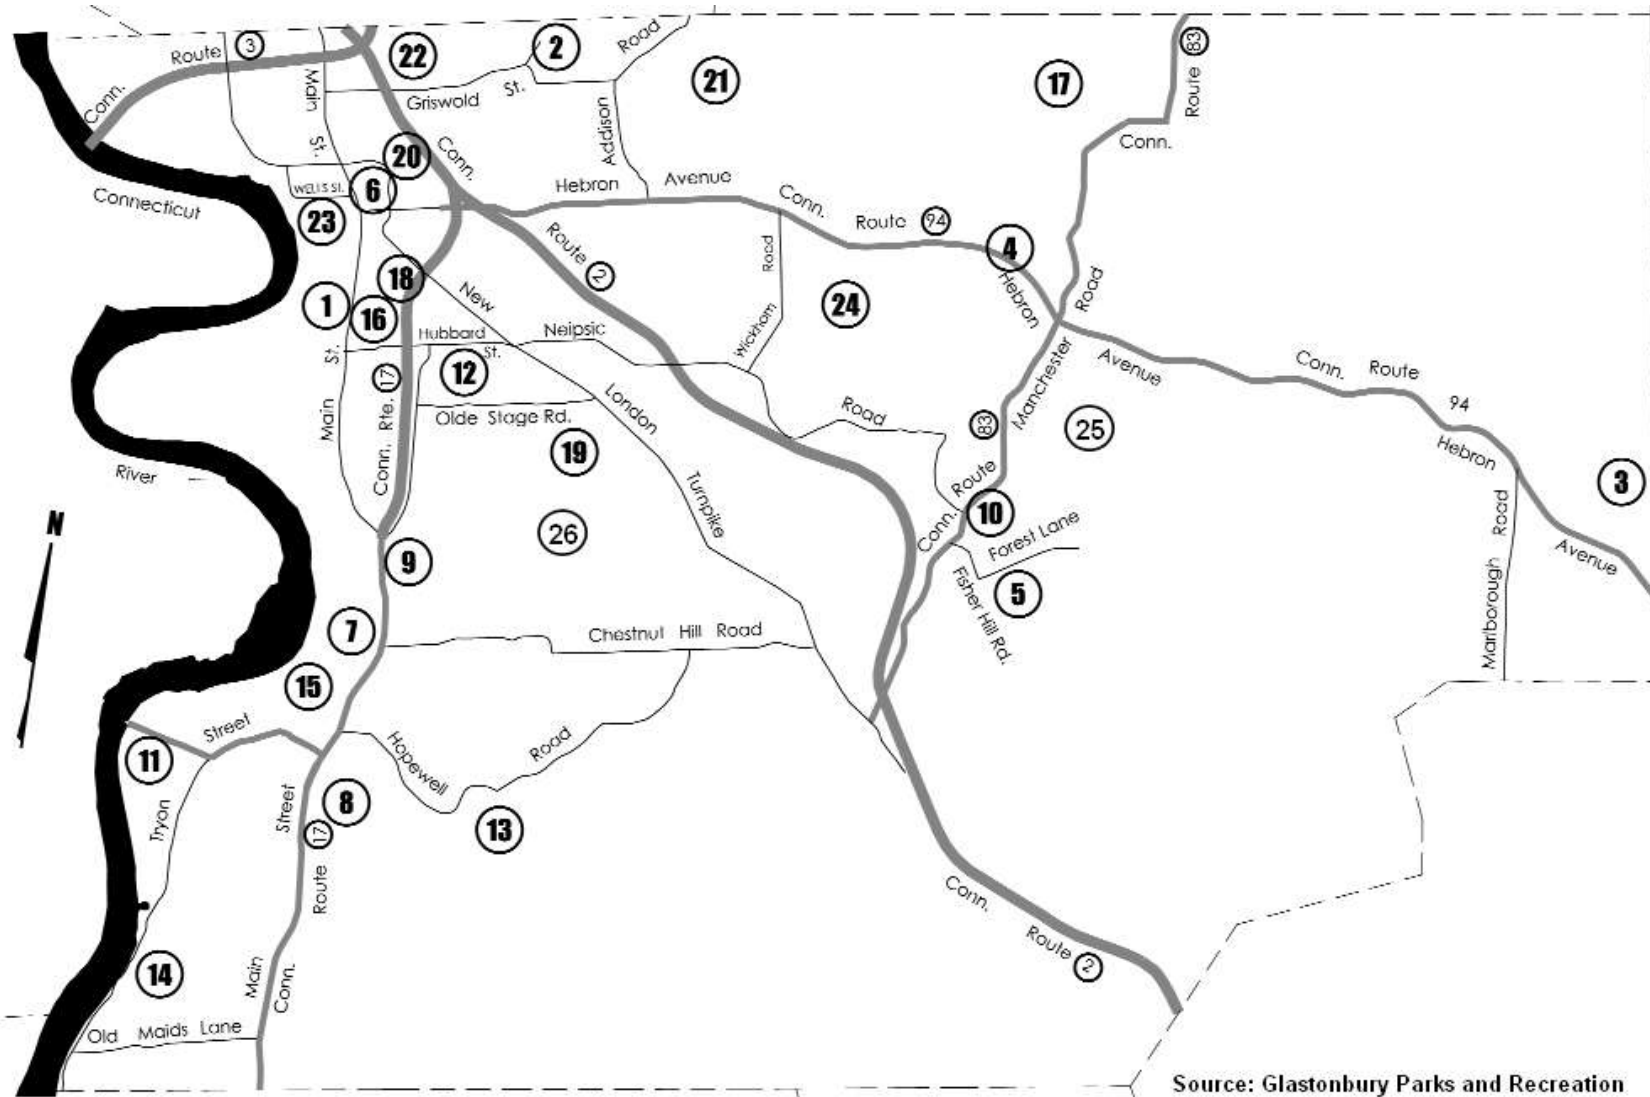 Conn. Route 3
22
2
Road
21
17
Route 83
Conn.
Main St.
Griswold St.
Addison
20
Conn.
Hebron Avenue
Conn. Route 94
Connecticut
WELLS St.
6
23
Route 2
4
Hebron
Road
18
New
Road
Wickham
24
1
16
Hubbard St.
Neipsic
St.
12
17
Manchester
Avenue
Conn. Route
94
Main
Conn. Rte.
Olde Stage Rd.
London
Road
83
25
Hebron
River
19
Turnpike
Route
Conn.
10
3
N
26
Forest Lane
Road
9
Fisher Hill Rd.
5
Avenue
Marlborough
7
Chestnut Hill Road
15
Street
11
Hopewell Road
Tryon
Street
8
17
13
Route
Conn.
Route 2
14
Main
Conn.
Old Maids Lane
Source: Glastonbury Parks and Recreation